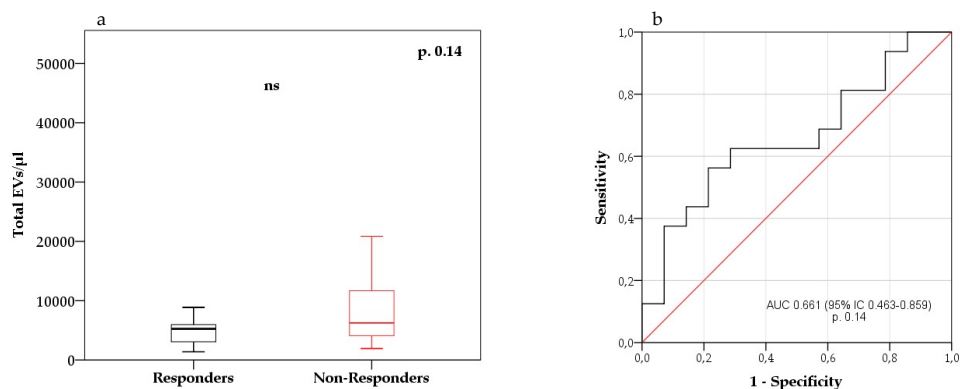 a
p. 0.14
ns
Total EVs/µl
50000
40000
30000
20000
10000
0
Responders
Non-Responders
b
Sensitivity
1,0
0,8
0,6
0,4
0,2
0,0
AUC 0.661 (95% IC 0.463-0.859)
p. 0.14
0,0 0,2 0,4 0,6 0,8 1,0
1 - Specificity